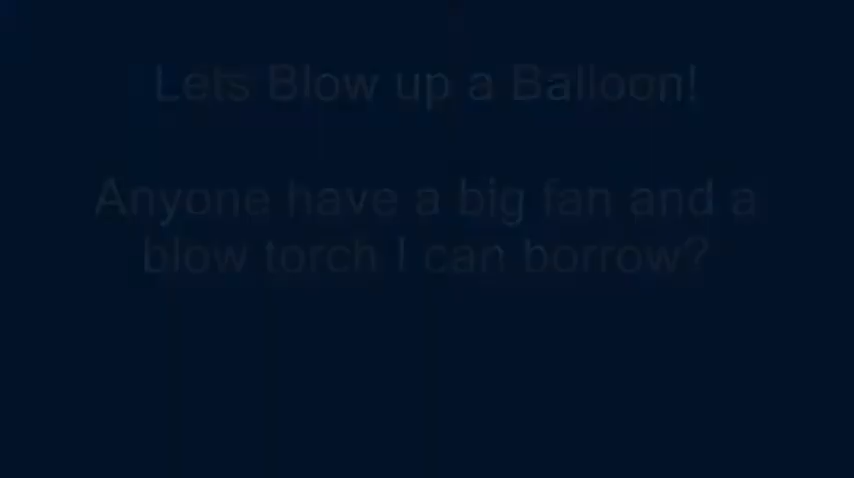 Lets Blow up a Balloon!
Anyone have a big fan and a
blow torch I can borrow?